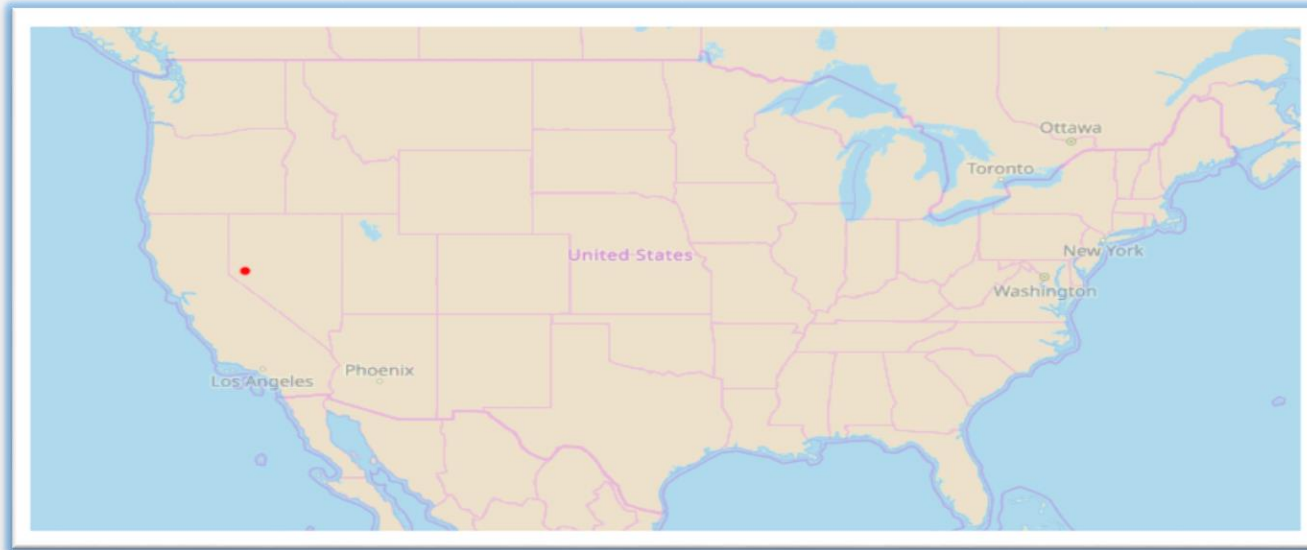 Ottawa
Toronto
United States
New York
Washington
Phoenix
Los Angeles